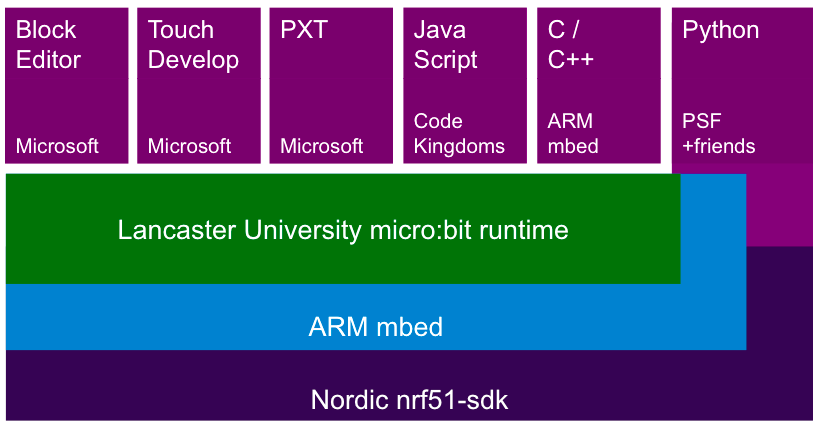 Block
Editor
Microsoft
Touch
Develop
Microsoft
PXT
Microsoft
Java
Script
Code
Kingdoms
C /
C++
ARM
mbed
Python
PSF
+friends
Lancaster University micro:bit runtime
ARM mbed
Nordic nrf51-sdk